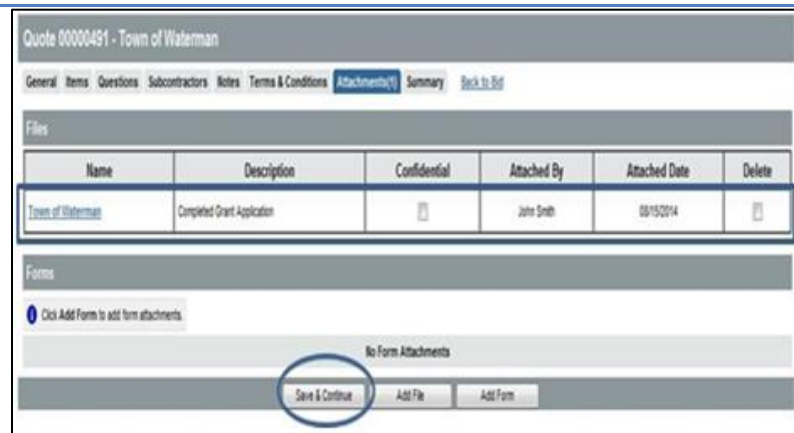 Quote 00000491 - Town of Waterman
General Items Questions Subcontractors Notes Terms & Conditions Attachments(1) Summary Back to Bid
Files
Name Description Confidential Attached By Attached Date Delete
Town of Waterman Completed Grant Application John Smith 08/15/2014
Forms
Click Add Form to add form attachments.
No Form Attachments
Save & Continue Add File Add Form